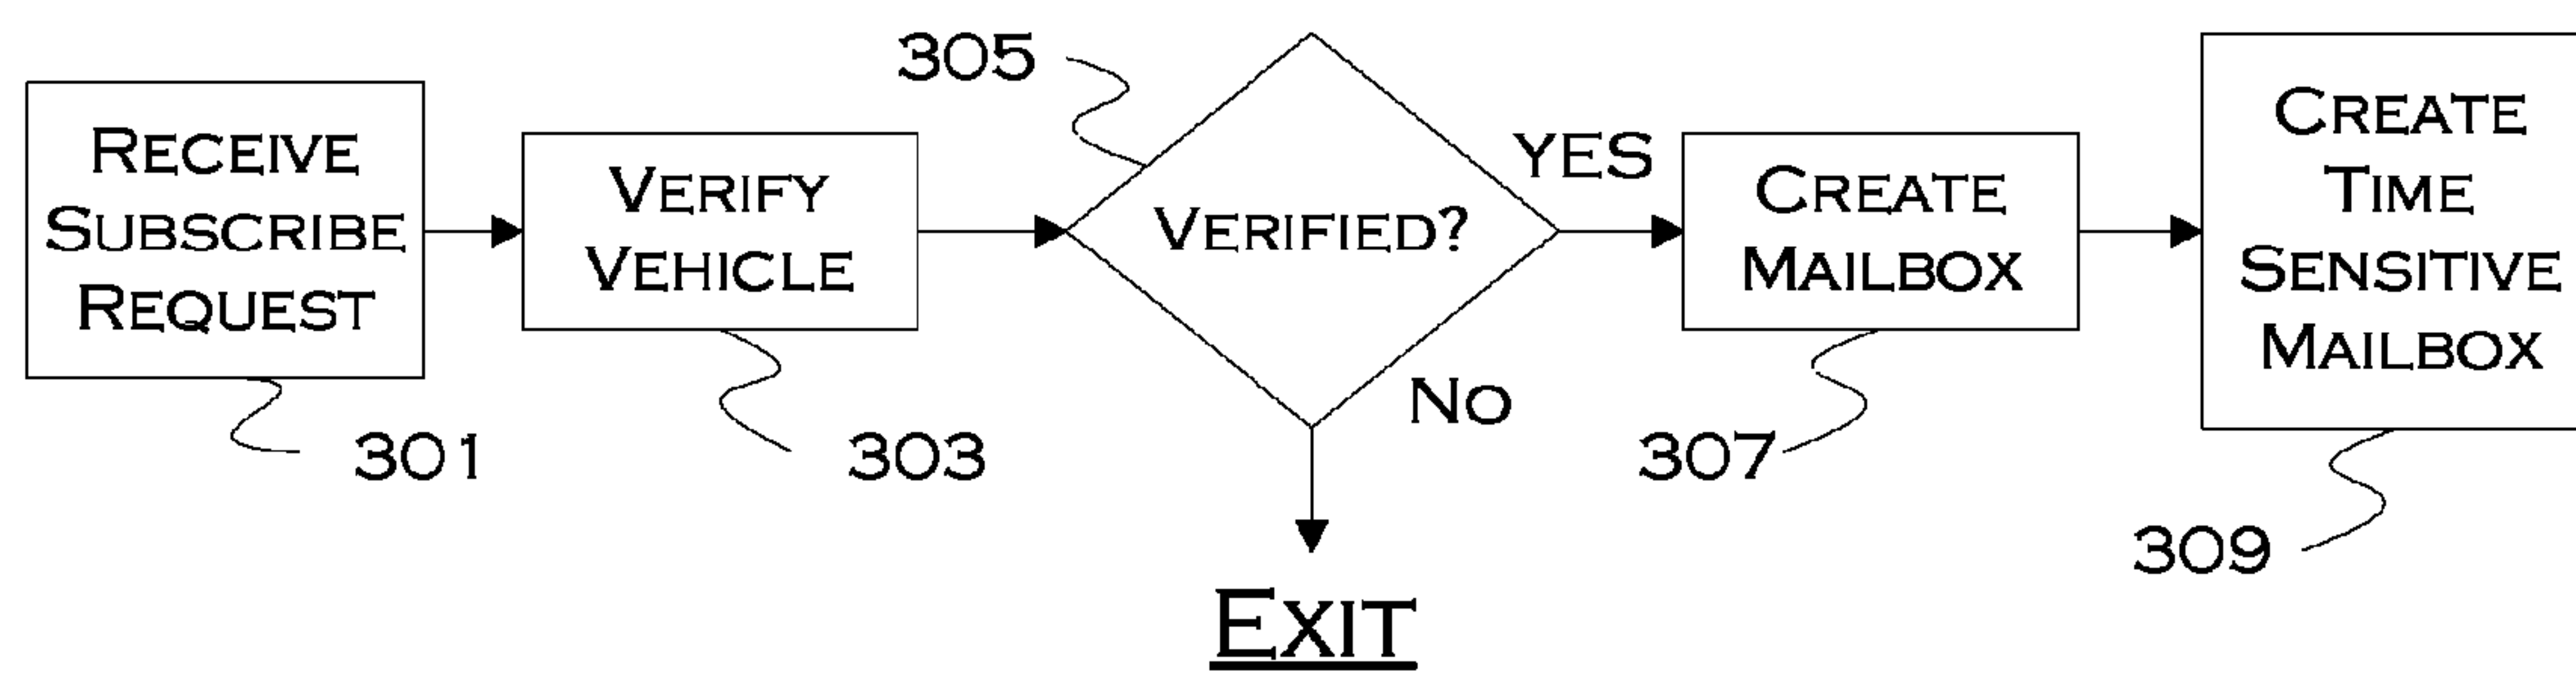 RECEIVE
SUBSCRIBE
REQUEST
301
VERIFY
VEHICLE
303
305
VERIFIED?
YES
NO
EXIT
CREATE
MAILBOX
307
CREATE
TIME
SENSITIVE
MAILBOX
309